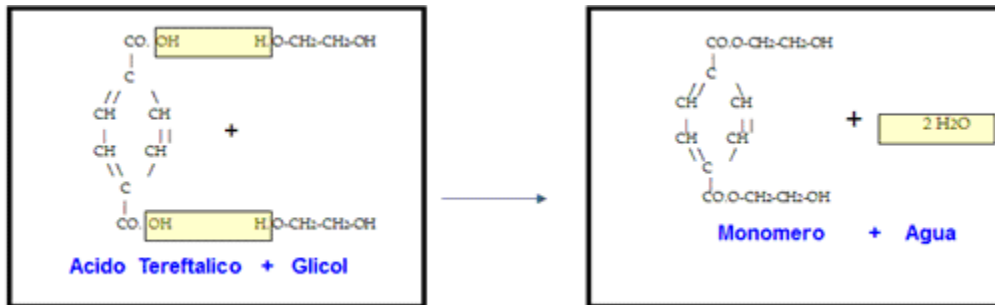 CO. OH H. O-CH2-CH2-OH
|
C
// \
CH CH
+
| ||
CH CH
\\ /
C
|
CO. OH H. O-CH2-CH2-OH
Acido Tereftalico + Glicol
CO.O-CH2-CH2-OH
|
C
// \
CH CH
+
2 H2O
| ||
CH CH
\\ /
C
|
CO.O-CH2-CH2-OH
Monomero + Agua